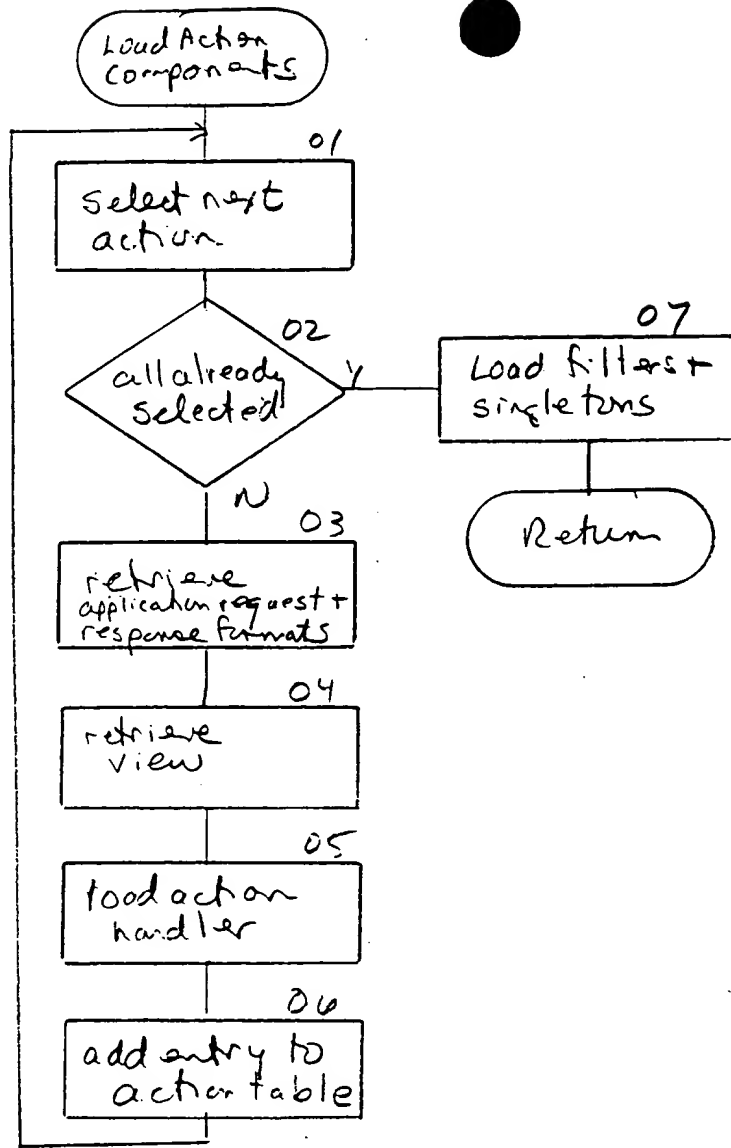 Load Action
Components
01
select next
action
02
all already
selected
Y
07
Load filters +
singletons
Return
N
03
retrieve
application request +
response formats
04
retrieve
view
05
load action
handler
06
add entry to
action table